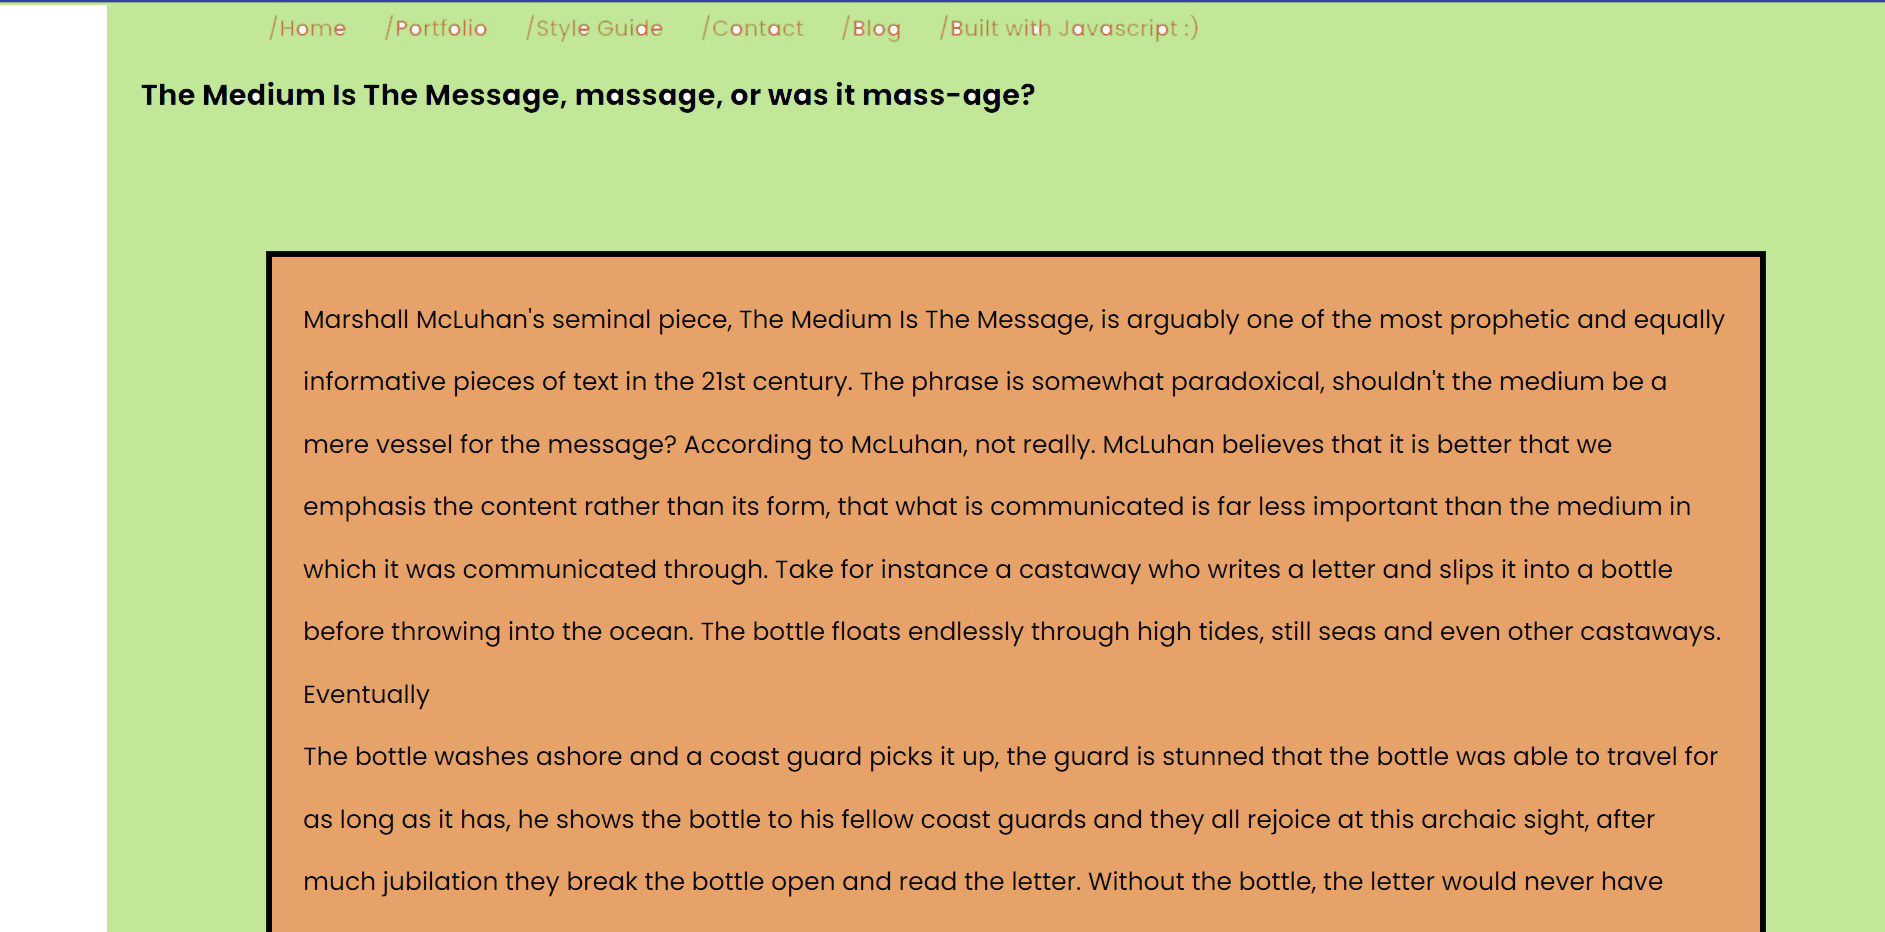 /Home /Portfolio /Style Guide /Contact /Blog /Built with Javascript :)
The Medium Is The Message, massage, or was it mass-age?
Marshall McLuhan's seminal piece, The Medium Is The Message, is arguably one of the most prophetic and equally
informative pieces of text in the 21st century. The phrase is somewhat paradoxical, shouldn't the medium be a
mere vessel for the message? According to McLuhan, not really. McLuhan believes that it is better that we
emphasis the content rather than its form, that what is communicated is far less important than the medium in
which it was communicated through. Take for instance a castaway who writes a letter and slips it into a bottle
before throwing into the ocean. The bottle floats endlessly through high tides, still seas and even other castaways.
Eventually
The bottle washes ashore and a coast guard picks it up, the guard is stunned that the bottle was able to travel for
as long as it has, he shows the bottle to his fellow coast guards and they all rejoice at this archaic sight, after
much jubilation they break the bottle open and read the letter. Without the bottle, the letter would never have